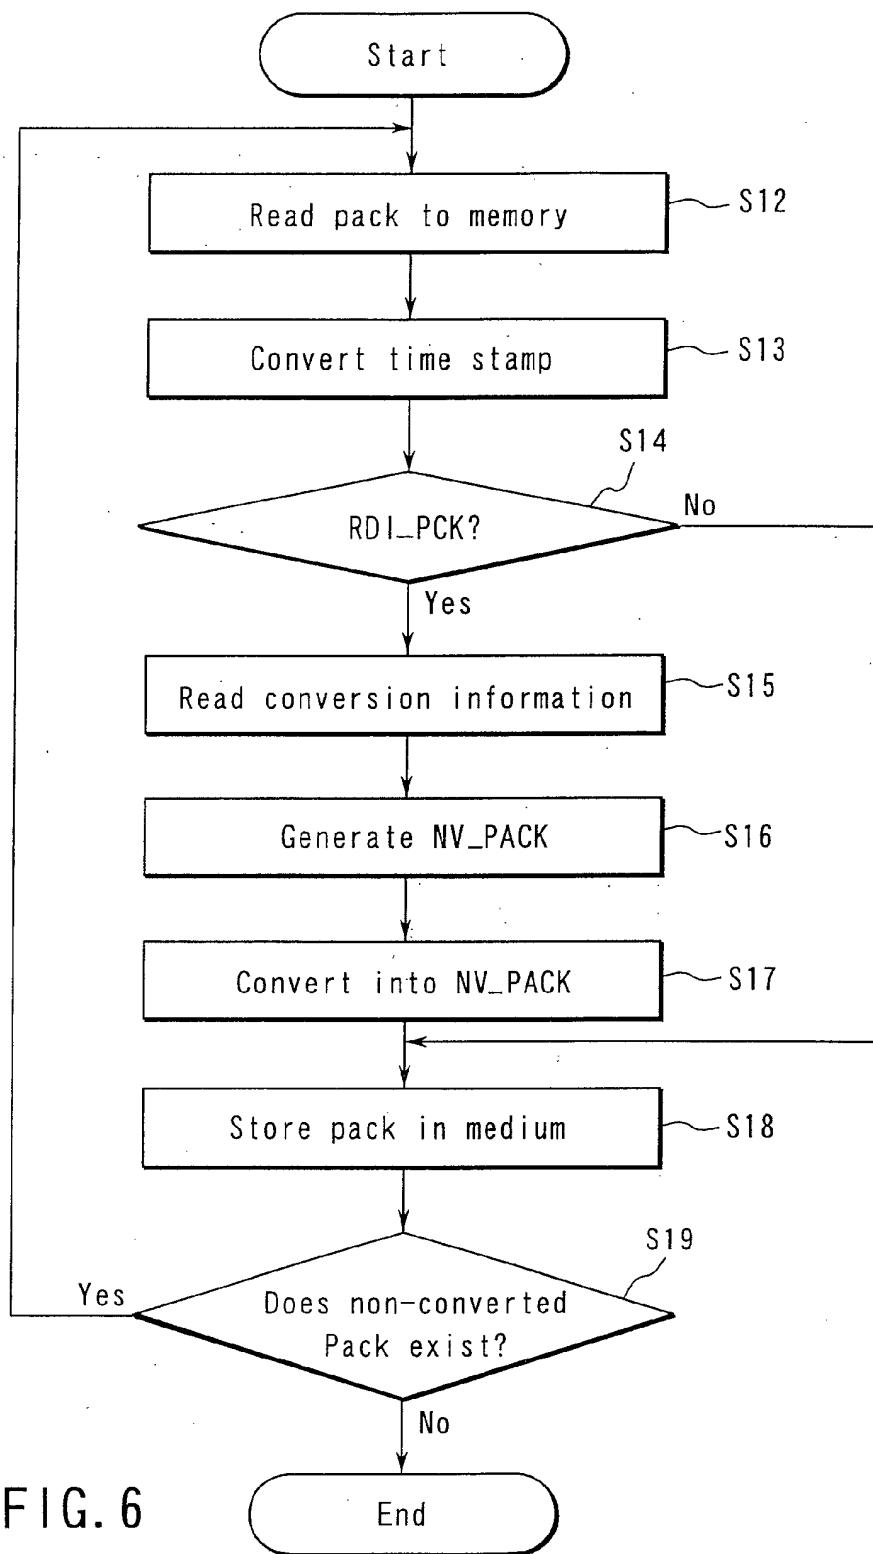 Start
Read pack to memory
S12
Convert time stamp
S13
S14
RDI_PCK?
No
Yes
Read conversion information
S15
Generate NV_PACK
S16
Convert into NV_PACK
S17
Store pack in medium
S18
S19
Yes
Does non-converted
Pack exist?
No
End
FIG. 6